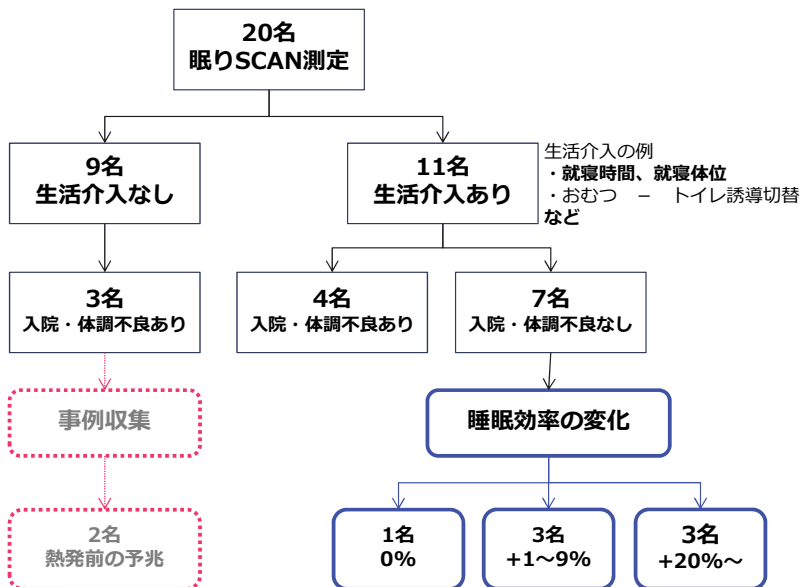 20名
眠りSCAN測定
9名
生活介入なし
11名
生活介入あり
生活介入の例
・就寝時間、就寝体位
・おむつ － トイレ誘導切替
など
3名
入院・体調不良あり
4名
入院・体調不良あり
7名
入院・体調不良なし
事例収集
睡眠効率の変化
2名
熱発前の予兆
1名
0%
3名
+1～9%
3名
+20%～